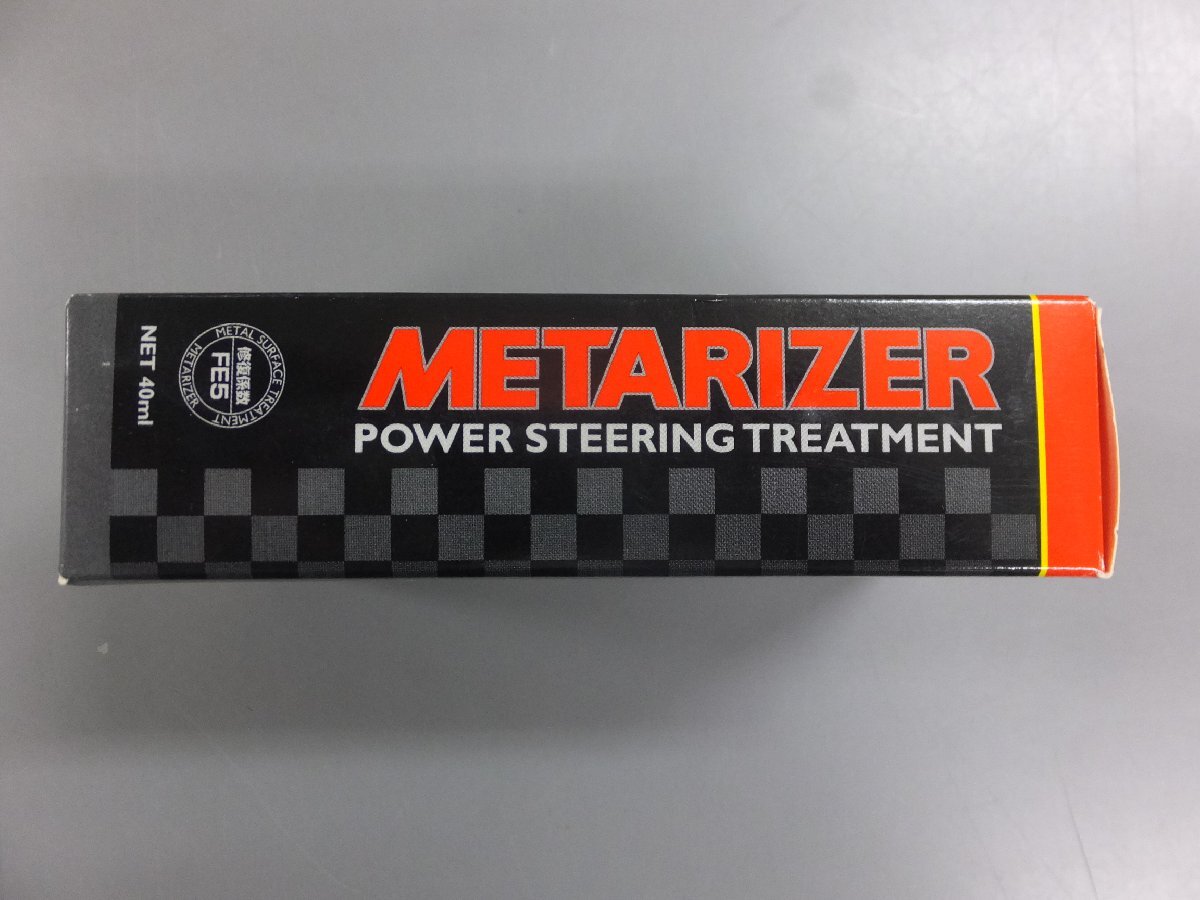 METARIZER
POWER STEERING TREATMENT
METAL SURFACE TREATMENT
修復係数
FE5
METARIZER
NET 40ml